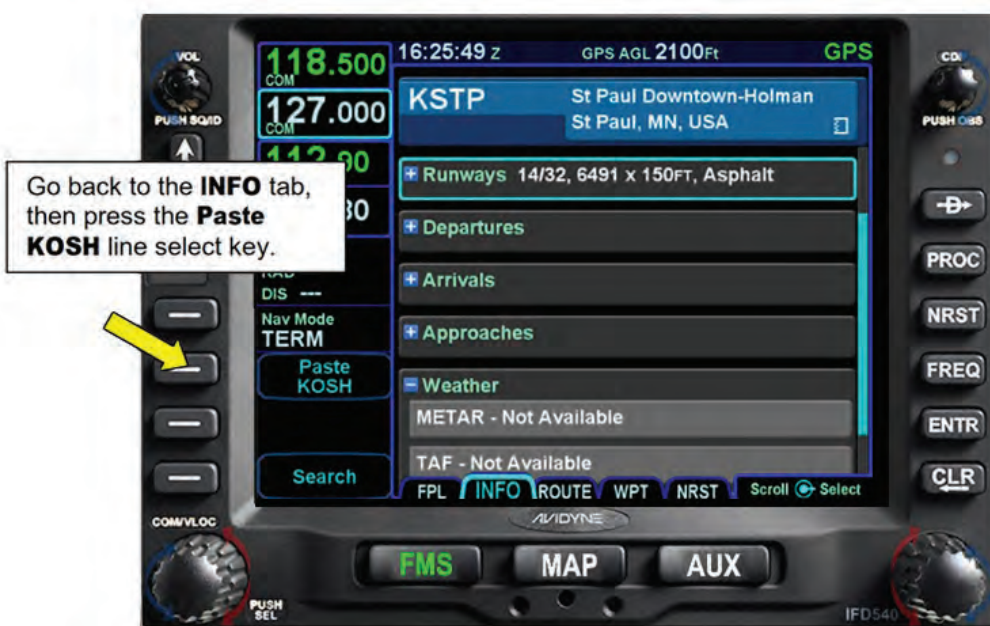 VOL
PUSH SQ/ID
118.500
COM
127.000
COM
16:25:49 Z GPS AGL 2100FT GPS
KSTP
St Paul Downtown-Holman
St Paul, MN, USA
CDI
PUSH OBS
Go back to the INFO tab,
then press the Paste
KOSH line select key.
DIS ---
Nav Mode
TERM
Paste
KOSH
Search
Runways 14/32, 6491 x 150FT, Asphalt
Departures
Arrivals
Approaches
Weather
METAR - Not Available
TAF - Not Available
FPL INFO ROUTE WPT NRST Scroll Select
D
PROC
NRST
FREQ
ENTR
CLR
COM/VLOC
AVIDYNE
FMS MAP AUX
PUSH
SEL
IFD540